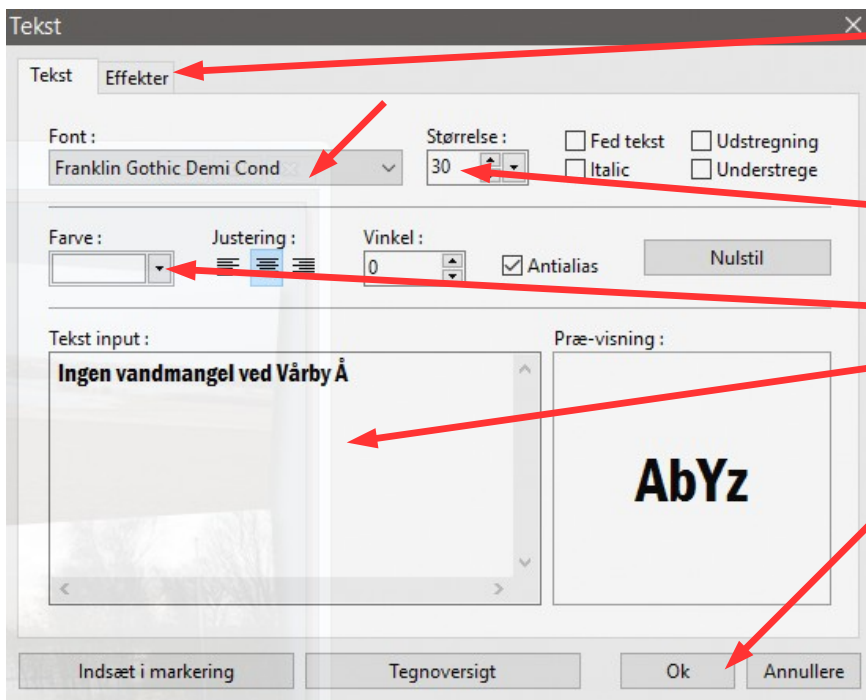 Tekst
Tekst Effekter
Font : Størrelse :
Franklin Gothic Demi Cond 30 Fed tekst Udstregning
Italic Understrege
Farve : Justering : Vinkel :
0 Antialias Nulstil
Tekst input : Præ-visning :
Ingen vandmangel ved Vårby Å
AbYz
Indsæt i markering Tegnoversigt Ok Annullere